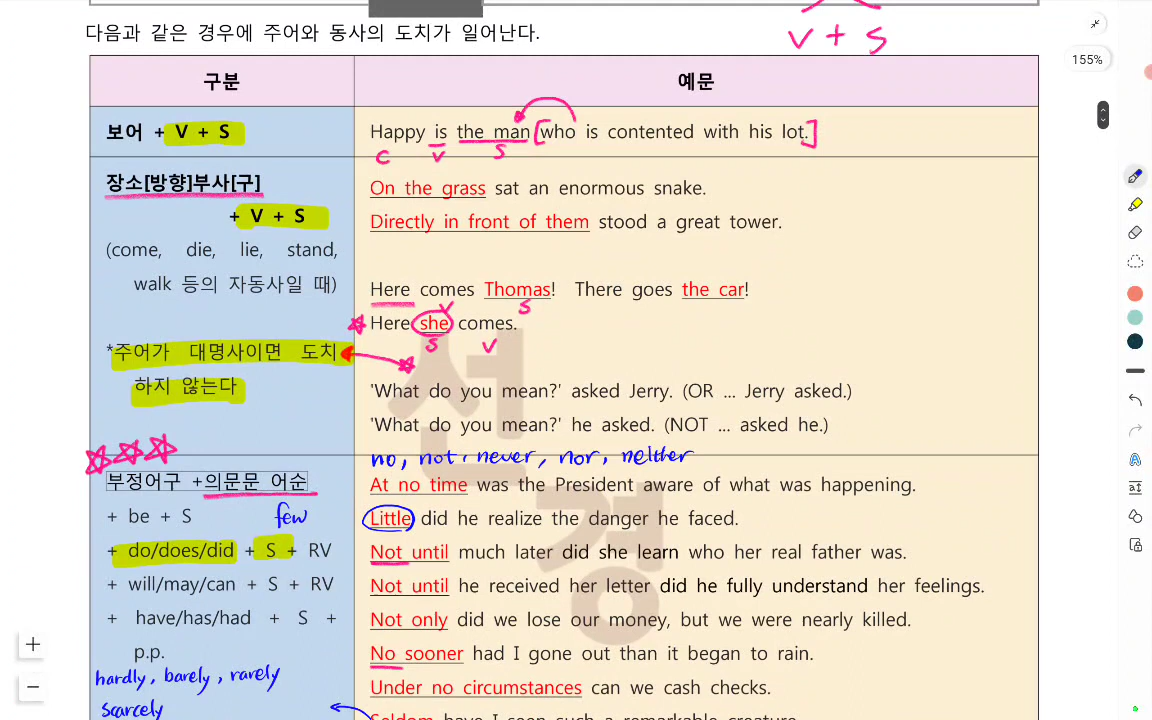 다음과 같은 경우에 주어와 동사의 도치가 일어난다.
V + S
155%
구분
예문
보어 + V + S
Happy is the man [who is contented with his lot.]
C V S
장소[방향]부사[구]
+ V + S
(come, die, lie, stand,
walk 등의 자동사일 때)
*주어가 대명사이면 도치
하지 않는다
On the grass sat an enormous snake.
Directly in front of them stood a great tower.
Here comes Thomas! There goes the car!
V S
Here she comes.
S V
'What do you mean?' asked Jerry. (OR ... Jerry asked.)
'What do you mean?' he asked. (NOT ... asked he.)
부정어구 +의문문 어순
+ be + S
few
+ do/does/did + S + RV
+ will/may/can + S + RV
+ have/has/had + S +
p.p.
hardly, barely, rarely
scarcely
no, not, never, nor, neither
At no time was the President aware of what was happening.
Little did he realize the danger he faced.
Not until much later did she learn who her real father was.
Not until he received her letter did he fully understand her feelings.
Not only did we lose our money, but we were nearly killed.
No sooner had I gone out than it began to rain.
Under no circumstances can we cash checks.
Seldom have I seen such a remarkable creature.
선경